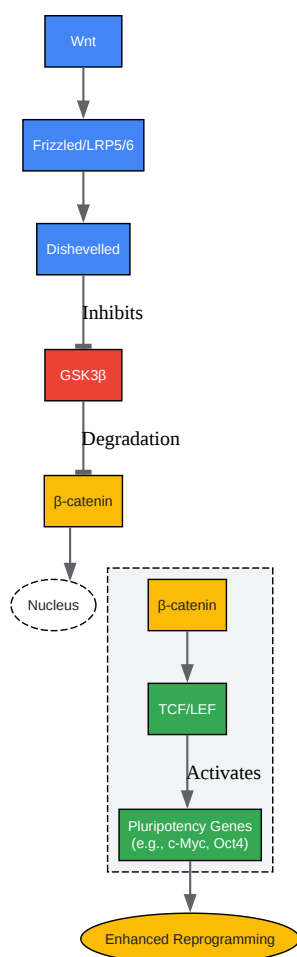 Wnt
Frizzled/LRP5/6
Dishevelled
Inhibits
GSK3β
Degradation
β-catenin
Nucleus
β-catenin
TCF/LEF
Activates
Pluripotency Genes
(e.g., c-Myc, Oct4)
Enhanced Reprogramming